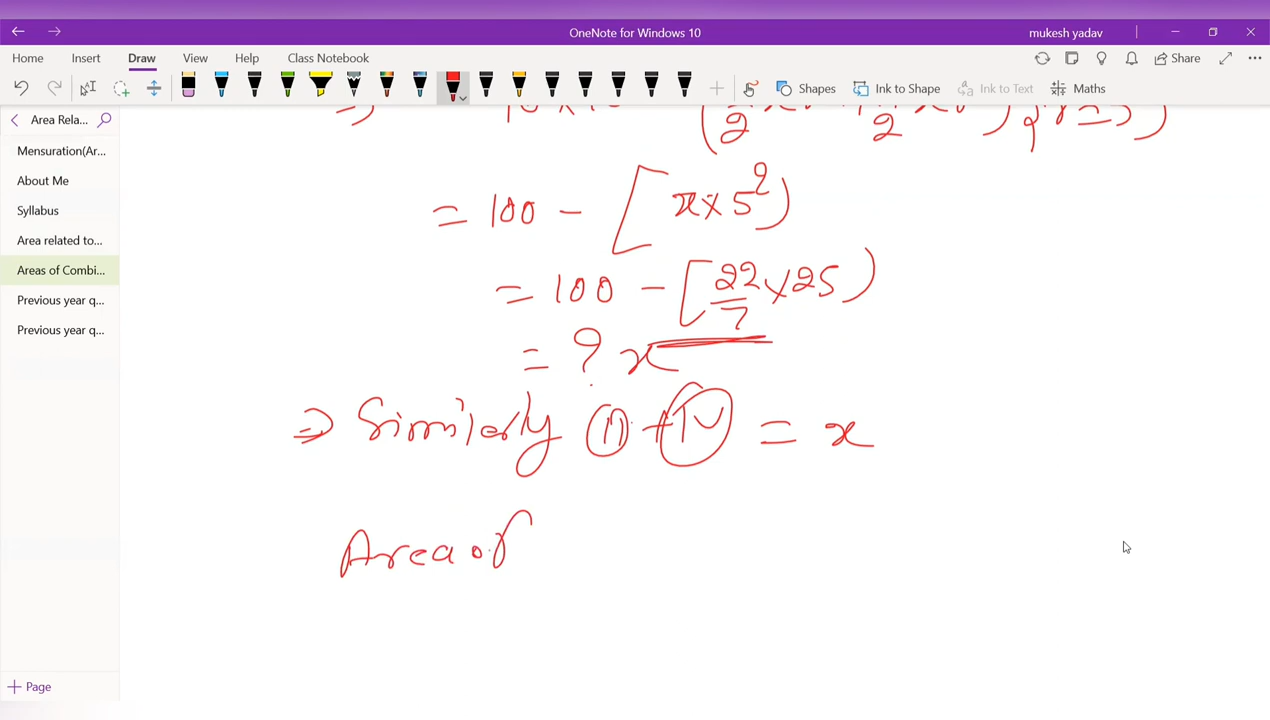 OneNote for Windows 10
mukesh yadav
Home Insert Draw View Help Class Notebook
Share
Shapes Ink to Shape Ink to Text Maths
Area Rela...
Mensuration(Ar...
About Me
Syllabus
Area related to...
Areas of Combi...
Previous year q...
Previous year q...
Page
= 100 - [ π × 5² )
= 100 - [ 22/7 × 25 )
= ? x
⇒ Similarly (II) + (IV) = x
Area of